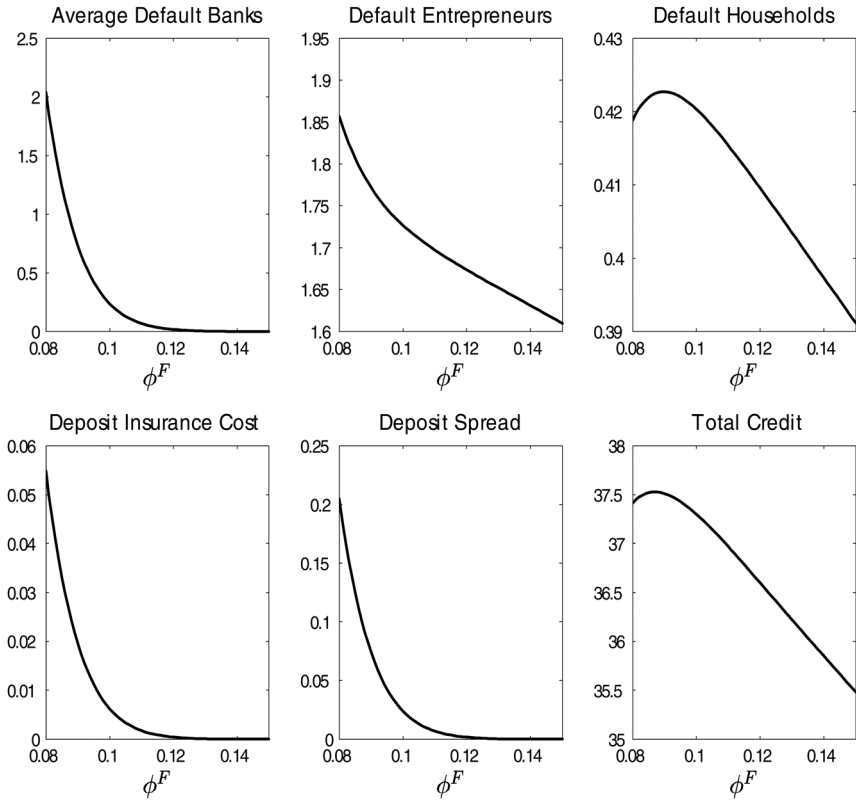 Average Default Banks
2.5
2
1.5
1
0.5
0
0.08 0.1 0.12 0.14
ϕ^F
Default Entrepreneurs
1.95
1.9
1.85
1.8
1.75
1.7
1.65
1.6
0.08 0.1 0.12 0.14
ϕ^F
Default Households
0.43
0.42
0.41
0.4
0.39
0.08 0.1 0.12 0.14
ϕ^F
Deposit Insurance Cost
0.06
0.05
0.04
0.03
0.02
0.01
0
0.08 0.1 0.12 0.14
ϕ^F
Deposit Spread
0.25
0.2
0.15
0.1
0.05
0
0.08 0.1 0.12 0.14
ϕ^F
Total Credit
38
37.5
37
36.5
36
35.5
35
0.08 0.1 0.12 0.14
ϕ^F